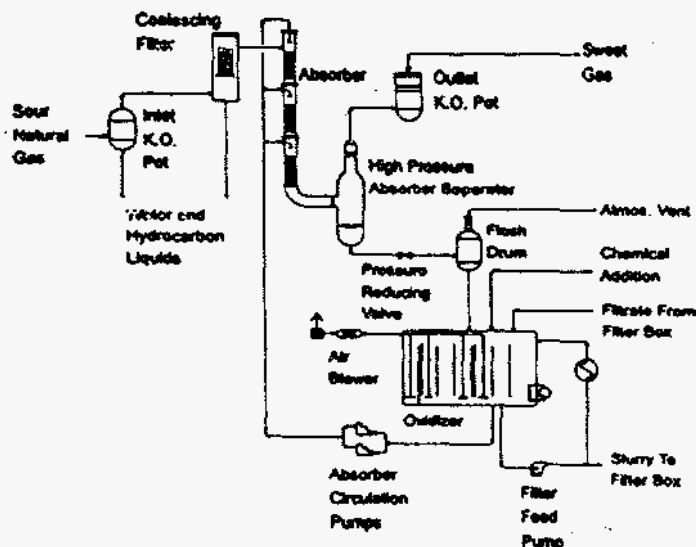 Coalescing
Filter
Absorber
Sour
Natural
Gas
Inlet
K.O.
Pot
Water and
Hydrocarbon
Liquids
Outlet
K.O. Pot
Sweet
Gas
High Pressure
Absorber Separator
Flash
Drum
Atmos. Vent
Chemical
Addition
Pressure
Reducing
Valve
Filtrate From
Filter Box
Air
Blower
Oxidizer
Absorber
Circulation
Pumps
Filter
Feed
Pump
Slurry To
Filter Box